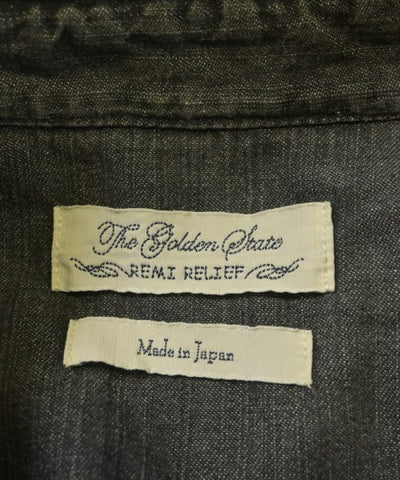 The Golden State
REMI RELIEF
Made in Japan